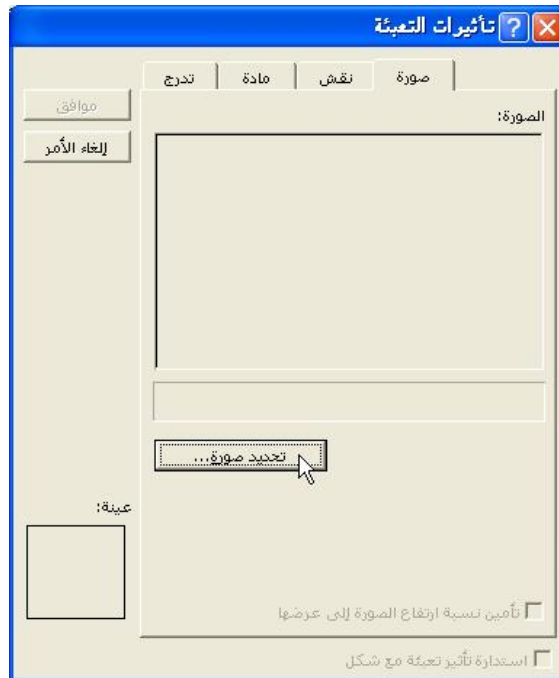 تأثيرات التعبئة
تدرج مادة نقش صورة
موافق
إلغاء الأمر
الصورة:
تحديد صورة...
عينة:
تأمين نسبة ارتفاع الصورة إلى عرضها
استدارة تأثير تعبئة مع شكل